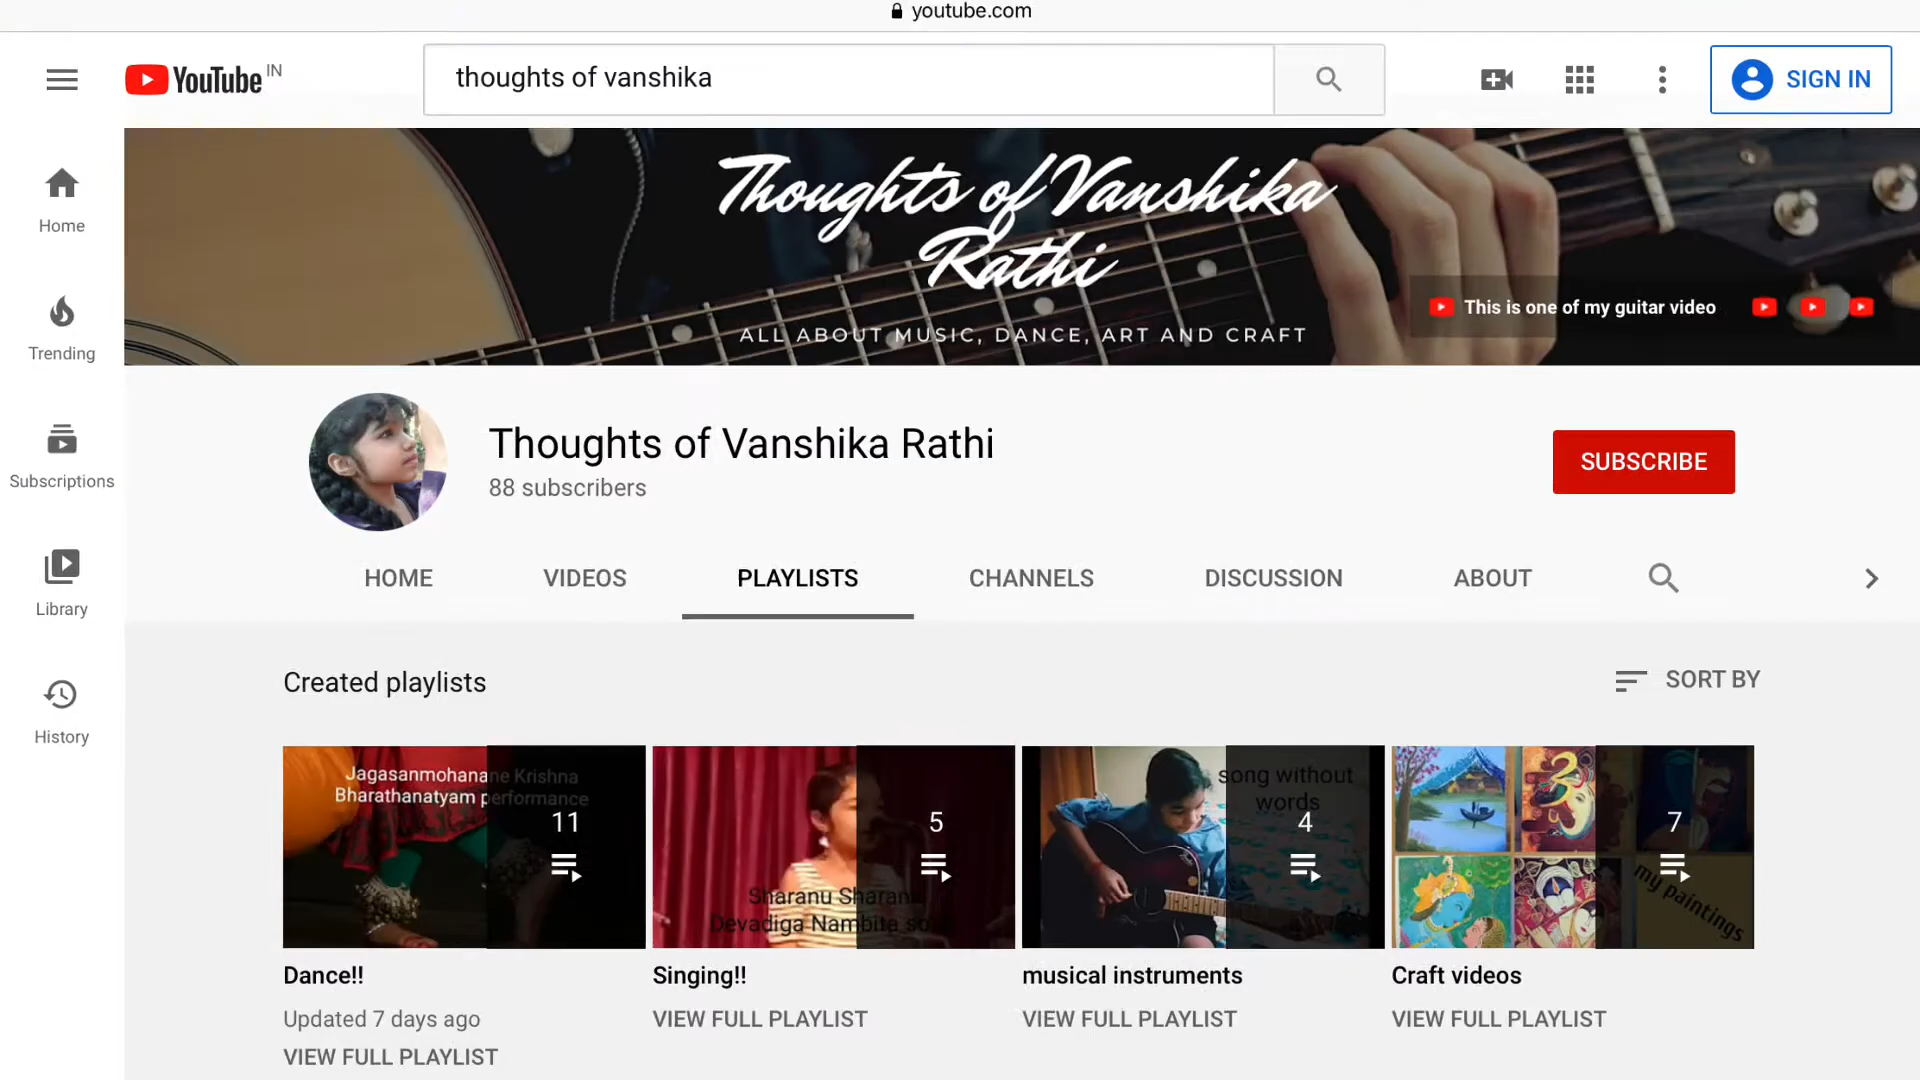 youtube.com
YouTube IN
thoughts of vanshika
SIGN IN
Home
Trending
Subscriptions
Library
History
Thoughts of Vanshika
Rathi
ALL ABOUT MUSIC, DANCE, ART AND CRAFT
This is one of my guitar video
Thoughts of Vanshika Rathi
88 subscribers
SUBSCRIBE
HOME VIDEOS PLAYLISTS CHANNELS DISCUSSION ABOUT
Created playlists
SORT BY
Jagasanmohanane Krishna
Bharathanatyam performance
11
Dance!!
Updated 7 days ago
VIEW FULL PLAYLIST
5
Sharanu Sharanu
Devadiga Nambite so
Singing!!
VIEW FULL PLAYLIST
song without
words
4
musical instruments
VIEW FULL PLAYLIST
7
my paintings
Craft videos
VIEW FULL PLAYLIST